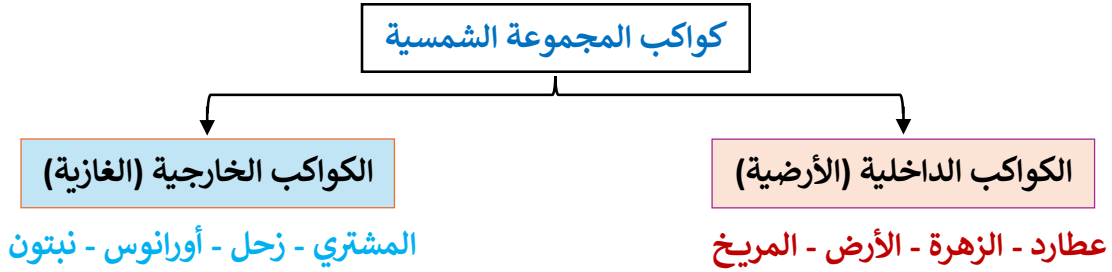 كواكب المجموعة الشمسية
الكواكب الداخلية (الأرضية)
عطارد - الزهرة - الأرض - المريخ
الكواكب الخارجية (الغازية)
المشتري - زحل - أورانوس - نبتون